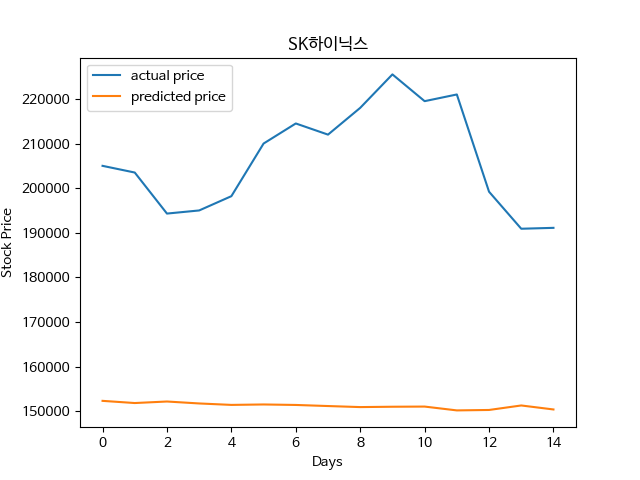 SK하이닉스
actual price
predicted price
220000
210000
200000
190000
180000
170000
160000
150000
Stock Price
0 2 4 6 8 10 12 14
Days